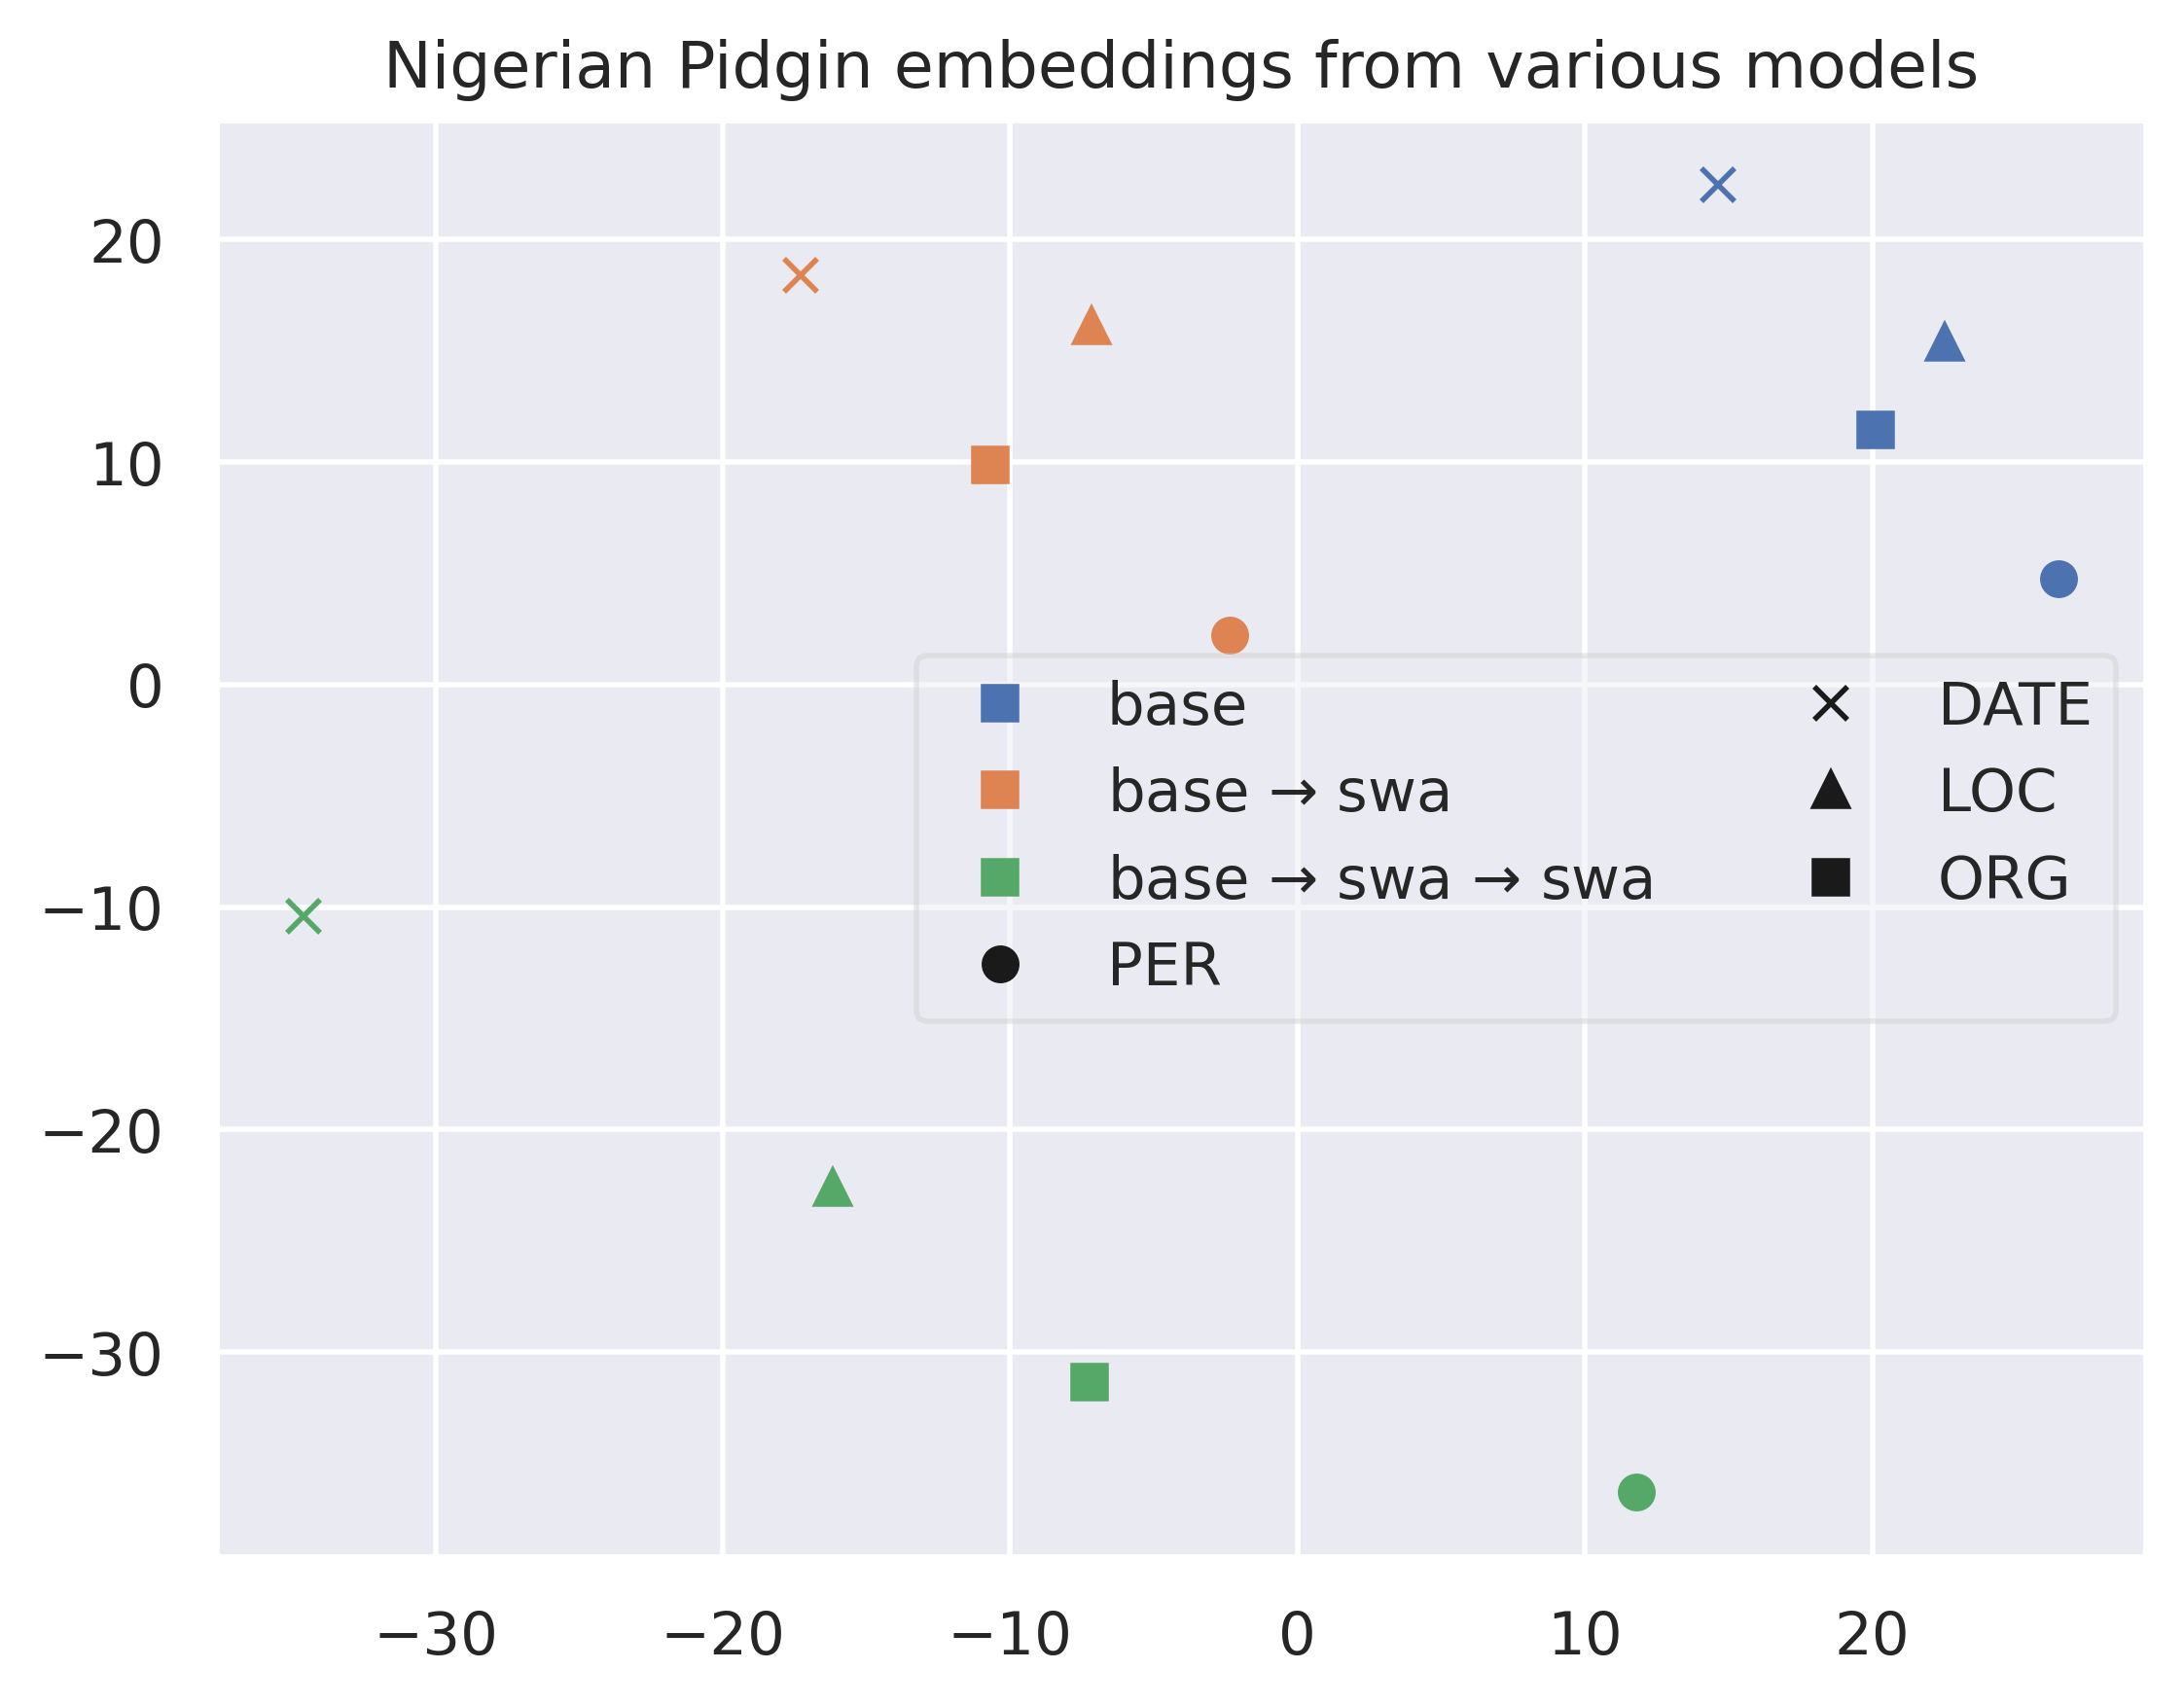 Nigerian Pidgin embeddings from various models
20
10
0
−10
−20
−30
base
base → swa
base → swa → swa
PER
DATE
LOC
ORG
−30 −20 −10 0 10 20